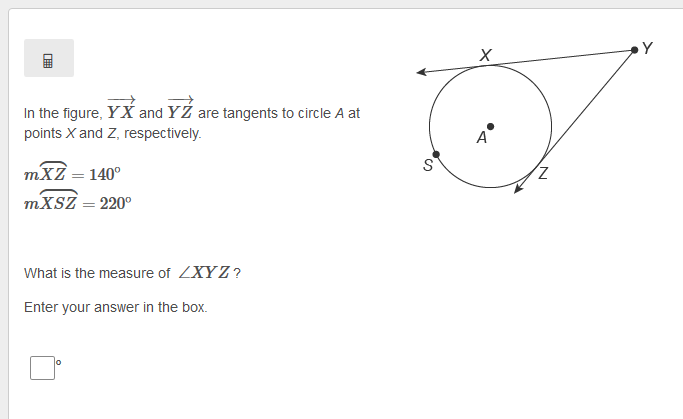 In the figure, YX and YZ are tangents to circle A at
points X and Z, respectively.
mXZ = 140°
mXSZ = 220°
What is the measure of ∠XYZ?
Enter your answer in the box.
°
X
Y
A
S
Z